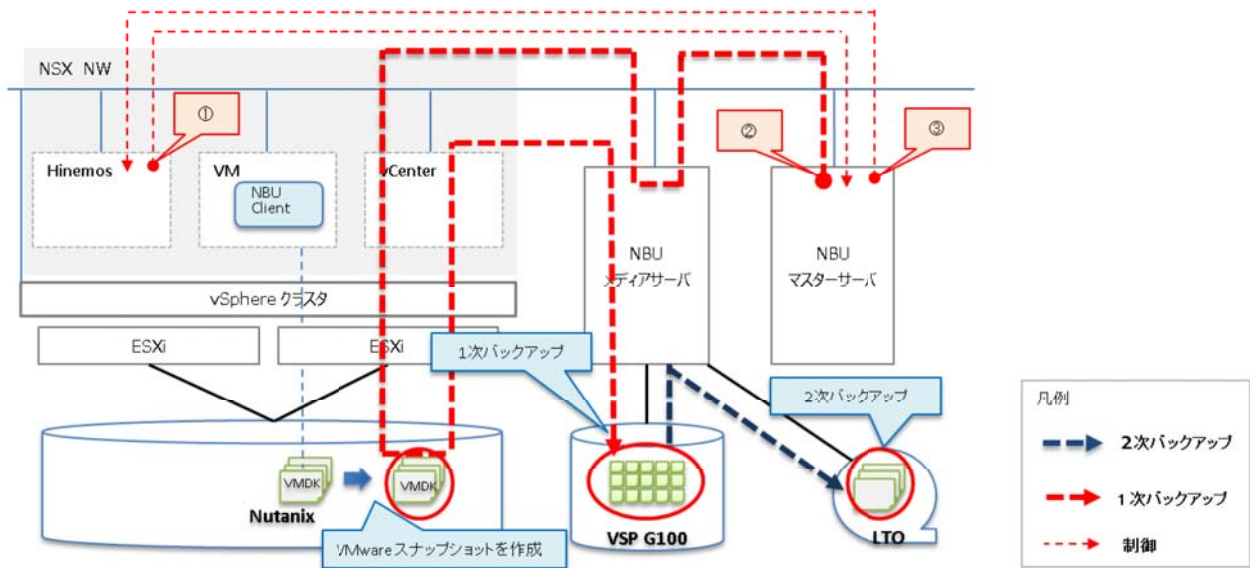 NSX NW
①
②
③
Hinemos
VM
vCenter
NBU
Client
NBU
メディアサーバ
NBU
マスターサーバ
vSphere クラスタ
ESXi
ESXi
1次バックアップ
2次バックアップ
VMDK
VMDK
Nutanix
VMwareスナップショットを作成
VSP G100
LTO
凡例
2次バックアップ
1次バックアップ
制御